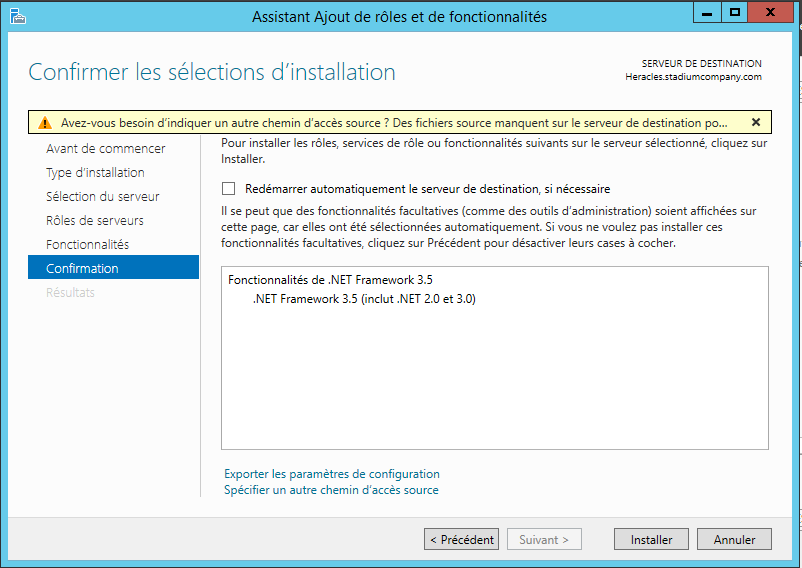 Assistant Ajout de rôles et de fonctionnalités
Confirmer les sélections d'installation
SERVEUR DE DESTINATION
Heracles.stadiumcompany.com
Avez-vous besoin d'indiquer un autre chemin d'accès source ? Des fichiers source manquent sur le serveur de destination po...
Avant de commencer
Type d'installation
Sélection du serveur
Rôles de serveurs
Fonctionnalités
Confirmation
Résultats
Pour installer les rôles, services de rôle ou fonctionnalités suivants sur le serveur sélectionné, cliquez sur
Installer.
Redémarrer automatiquement le serveur de destination, si nécessaire
Il se peut que des fonctionnalités facultatives (comme des outils d'administration) soient affichées sur
cette page, car elles ont été sélectionnées automatiquement. Si vous ne voulez pas installer ces
fonctionnalités facultatives, cliquez sur Précédent pour désactiver leurs cases à cocher.
Fonctionnalités de .NET Framework 3.5
.NET Framework 3.5 (inclut .NET 2.0 et 3.0)
Exporter les paramètres de configuration
Spécifier un autre chemin d'accès source
< Précédent
Suivant >
Installer
Annuler